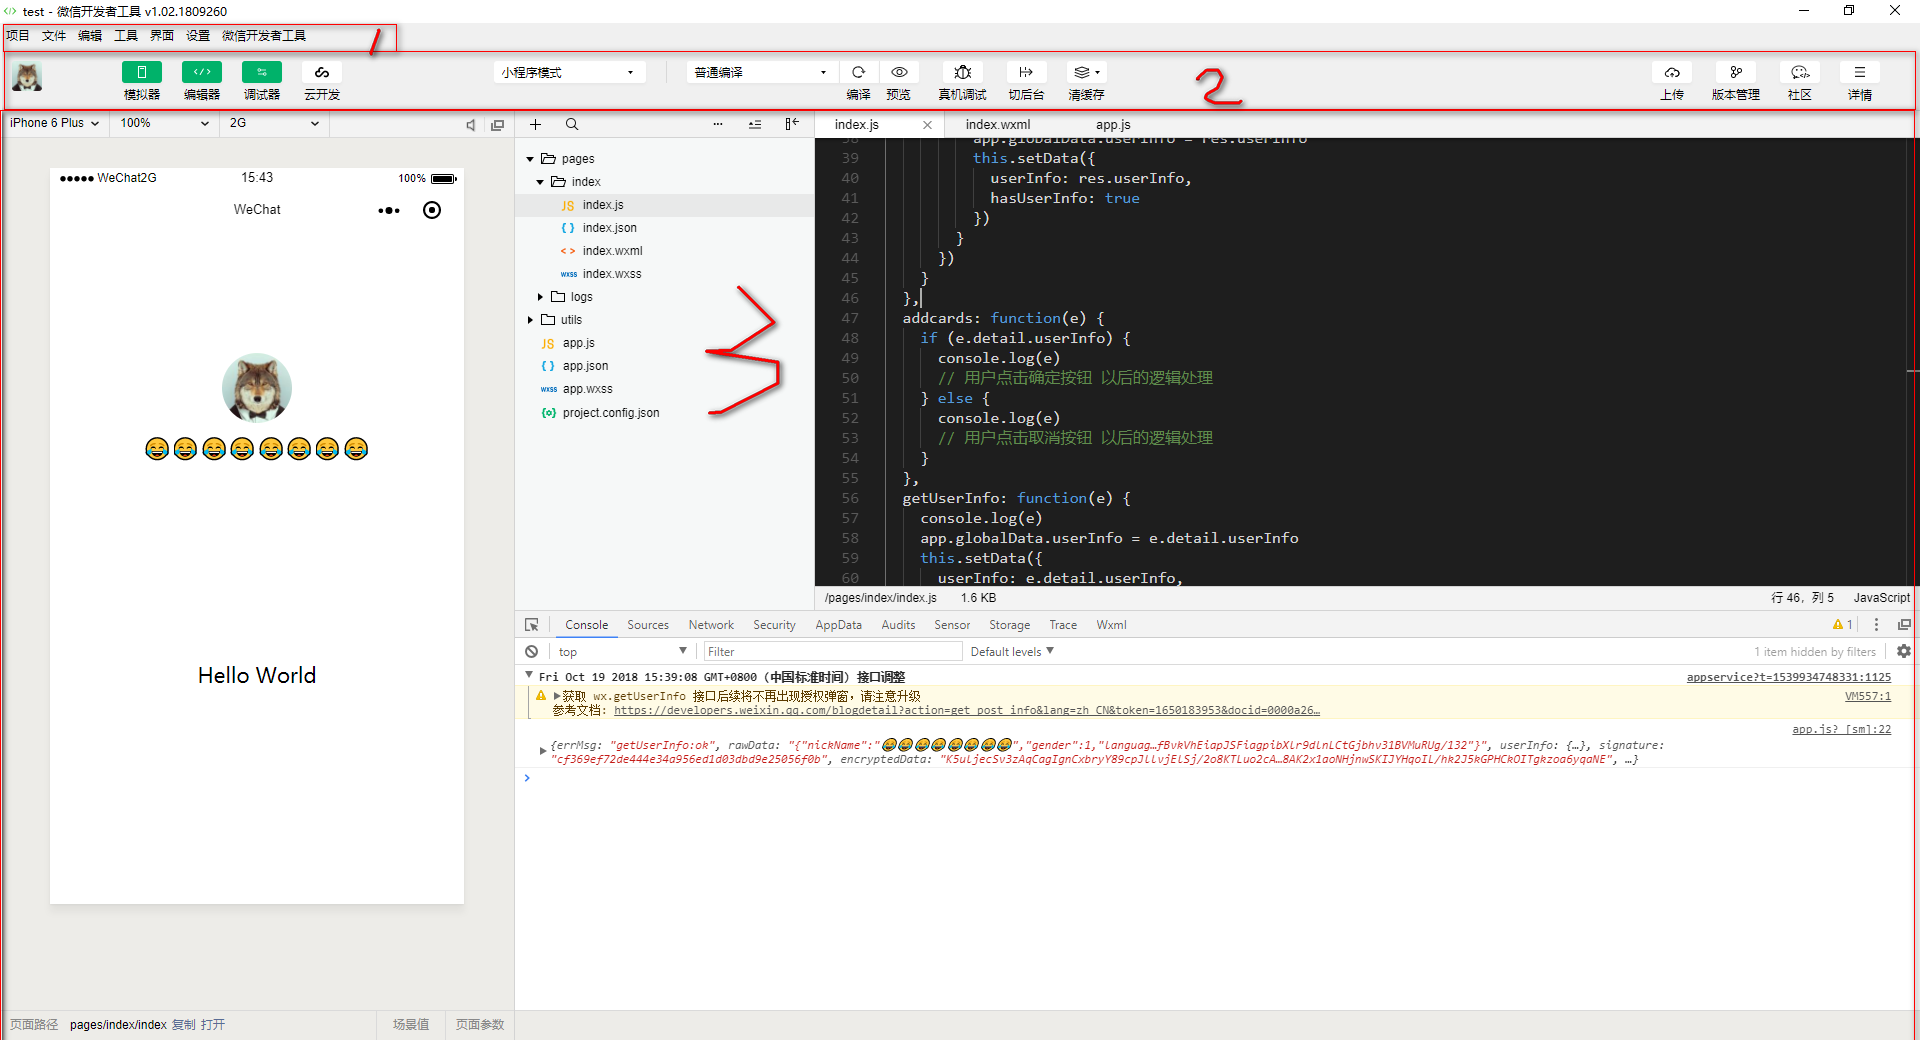 test - 微信开发者工具 v1.02.1809260
项目 文件 编辑 工具 界面 设置 微信开发者工具
1
模拟器 编辑器 调试器 云开发
小程序模式 普通编译
编译 预览 真机调试 切后台 清缓存
2
上传 版本管理 社区 详情
iPhone 6 Plus 100% 2G
WeChat2G 15:43 100%
WeChat
Hello World
页面路径 pages/index/index 复制 打开 场景值 页面参数
pages
index
JS index.js
{ } index.json
< > index.wxml
wxss index.wxss
logs
utils
JS app.js
{ } app.json
wxss app.wxss
{o} project.config.json
3
index.js index.wxml app.js
38 app.globalData.userInfo = res.userInfo
39 this.setData({
40 userInfo: res.userInfo,
41 hasUserInfo: true
42 })
43 }
44 })
45 }
46 },
47 addcards: function(e) {
48 if (e.detail.userInfo) {
49 console.log(e)
50 // 用户点击确定按钮 以后的逻辑处理
51 } else {
52 console.log(e)
53 // 用户点击取消按钮 以后的逻辑处理
54 }
55 },
56 getUserInfo: function(e) {
57 console.log(e)
58 app.globalData.userInfo = e.detail.userInfo
59 this.setData({
60 userInfo: e.detail.userInfo,
/pages/index/index.js 1.6 KB 行 46，列 5 JavaScript
Console Sources Network Security AppData Audits Sensor Storage Trace Wxml 1
top Filter Default levels 1 item hidden by filters
Fri Oct 19 2018 15:39:08 GMT+0800 (中国标准时间) 接口调整 appservice?t=1539934748331:1125
获取 wx.getUserInfo 接口后续将不再出现授权弹窗，请注意升级 VM557:1
参考文档: https://developers.weixin.qq.com/blogdetail?action=get_post_info&lang=zh_CN&token=1650183953&docid=0000a26…
app.js? [sm]:22
{errMsg: "getUserInfo:ok", rawData: "{"nickName":"😂😂😂😂😂😂😂😂","gender":1,"languag…fBvkVhEiapJSFiagpibXlr9dlnLCtGjbhv31BVMuRUg/132"}", userInfo: {…}, signature:
"cf369ef72de444e34a956ed1d03dbd9e25056f0b", encryptedData: "K5uljecSv3zAqCagIgnCxbryY89cpJllvjElSj/2o8KTLuo2cA…8AK2x1aoNHjnwSKIJYHqoIL/hk2J5kGPHCkOITgkzoa6yqaNE", …}